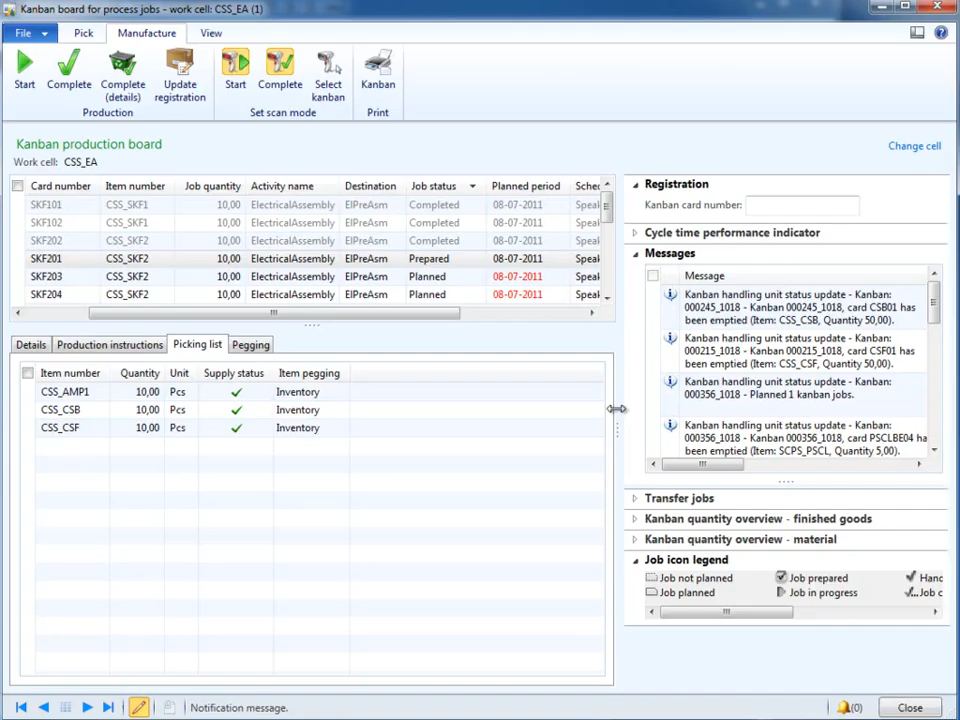 Kanban board for process jobs - work cell: CSS_EA (1)
File Pick Manufacture View
Start Complete Complete (details) Update registration Start Complete Select kanban Kanban
Production Set scan mode Print
Kanban production board
Change cell
Work cell: CSS_EA
Card number Item number Job quantity Activity name Destination Job status Planned period Sched
SKF101 CSS_SKF1 10,00 ElectricalAssembly ElPreAsm Completed 08-07-2011 Speak
SKF102 CSS_SKF1 10,00 ElectricalAssembly ElPreAsm Completed 08-07-2011 Speak
SKF202 CSS_SKF2 10,00 ElectricalAssembly ElPreAsm Completed 08-07-2011 Speak
SKF201 CSS_SKF2 10,00 ElectricalAssembly ElPreAsm Prepared 08-07-2011 Speak
SKF203 CSS_SKF2 10,00 ElectricalAssembly ElPreAsm Planned 08-07-2011 Speak
SKF204 CSS_SKF2 10,00 ElectricalAssembly ElPreAsm Planned 08-07-2011 Speak
Details Production instructions Picking list Pegging
Item number Quantity Unit Supply status Item pegging
CSS_AMP1 10,00 Pcs Inventory
CSS_CSB 10,00 Pcs Inventory
CSS_CSF 10,00 Pcs Inventory
Registration
Kanban card number:
Cycle time performance indicator
Messages
Message
Kanban handling unit status update - Kanban:
000245_1018 - Kanban 000245_1018, card CSB01 has
been emptied (Item: CSS_CSB, Quantity 50,00).
Kanban handling unit status update - Kanban:
000215_1018 - Kanban 000215_1018, card CSF01 has
been emptied (Item: CSS_CSF, Quantity 50,00).
Kanban handling unit status update - Kanban:
000356_1018 - Planned 1 kanban jobs.
Kanban handling unit status update - Kanban:
000356_1018 - Kanban 000356_1018, card PSCLBE04 ha
been emptied (Item: SCPS_PSCL, Quantity 5,00).
Transfer jobs
Kanban quantity overview - finished goods
Kanban quantity overview - material
Job icon legend
Job not planned Job prepared Hand
Job planned Job in progress Job c
Notification message. (0) Close